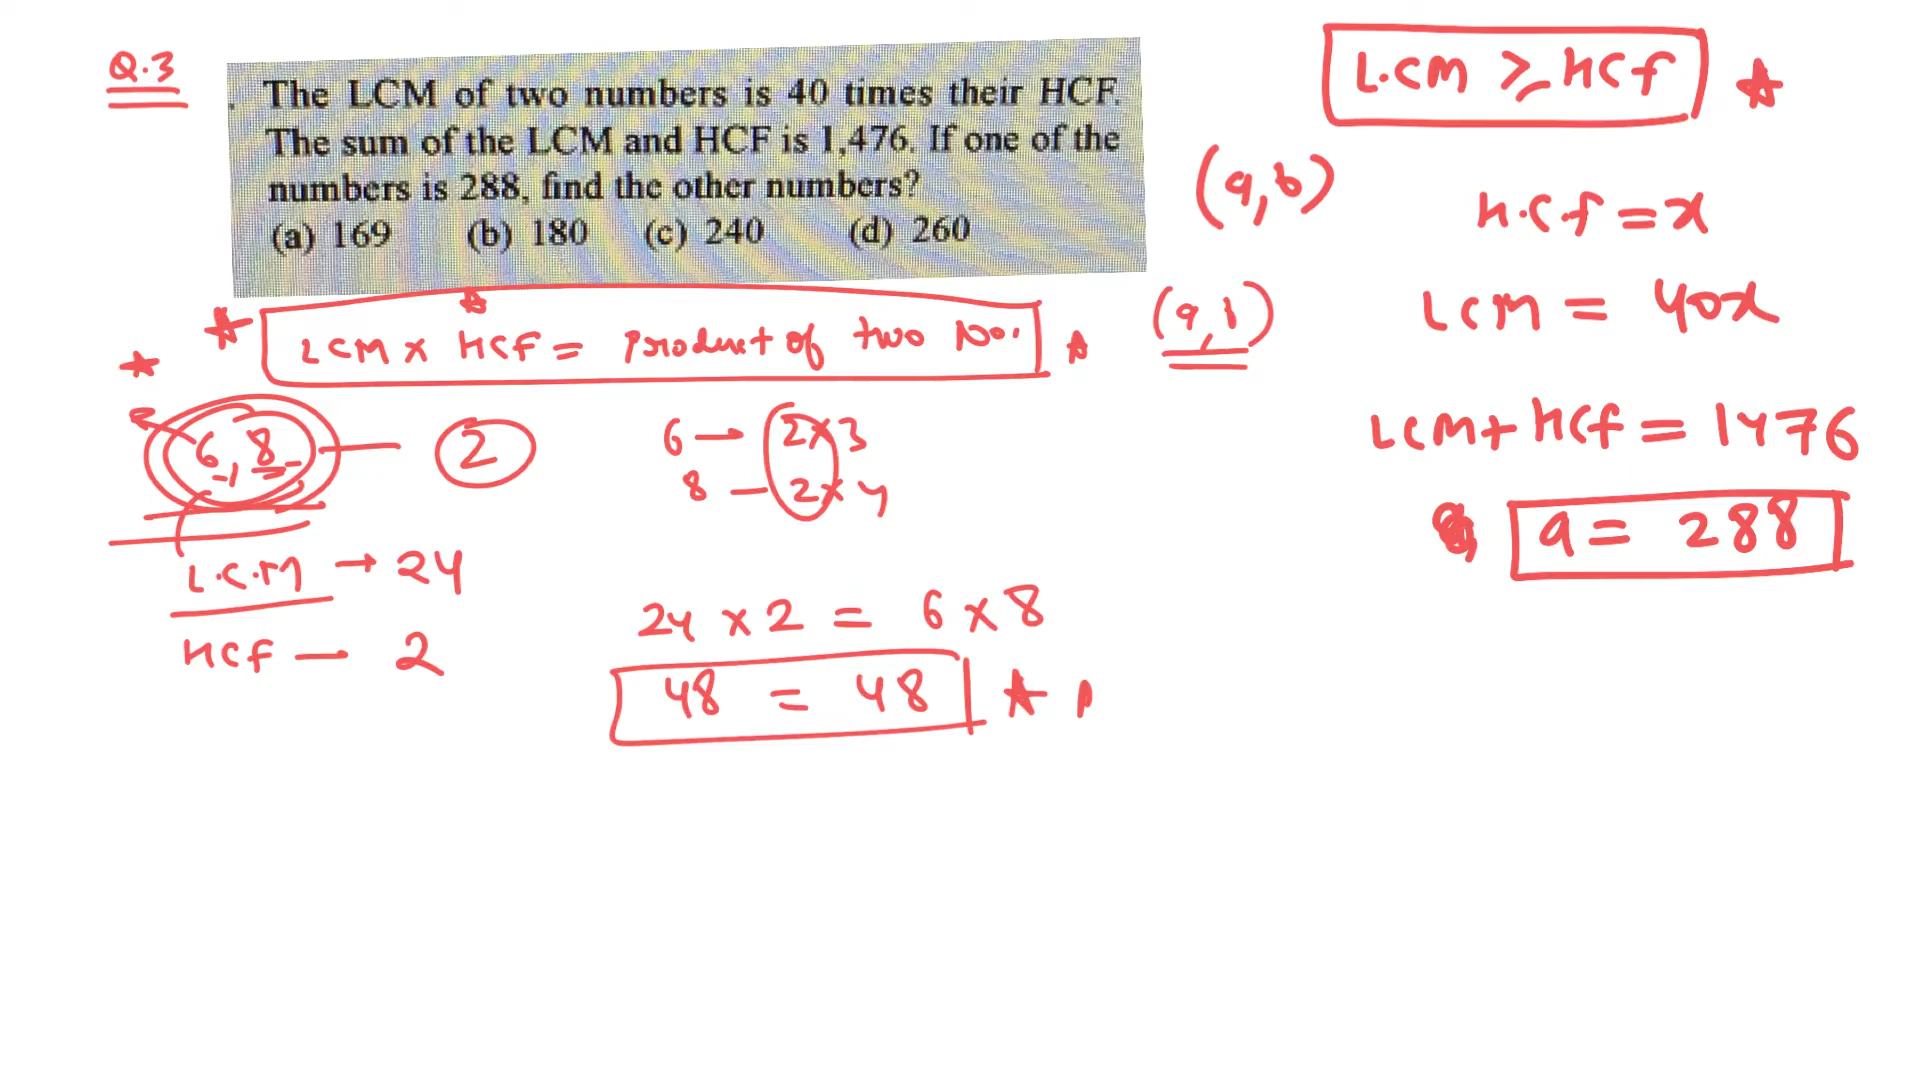 Q.3
The LCM of two numbers is 40 times their HCF.
The sum of the LCM and HCF is 1,476. If one of the
numbers is 288, find the other numbers?
(a) 169 (b) 180 (c) 240 (d) 260
L.CM ≥ HCF
(a,b)
H.C.F = x
LCM = 40x
LCM x HCF = Product of two No.
LCM + HCF = 1476
a = 288
6, 8 — 2
6 → 2x3
8 — 2x4
L.C.M → 24
HCF — 2
24 x 2 = 6 x 8
48 = 48